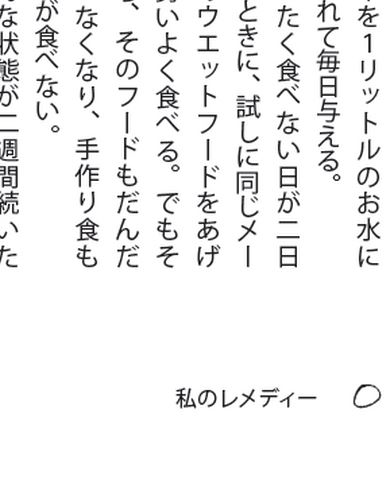 を1リットルのお水に
れて毎日与える。
たく食べない日が二日
ときに、試しに同じメー
ウエットフードをあげ
いよく食べる。でもそ
、そのフードもだんだ
なくなり、手作り食も
が食べない。
な状態が二週間続いた
私のレメディー